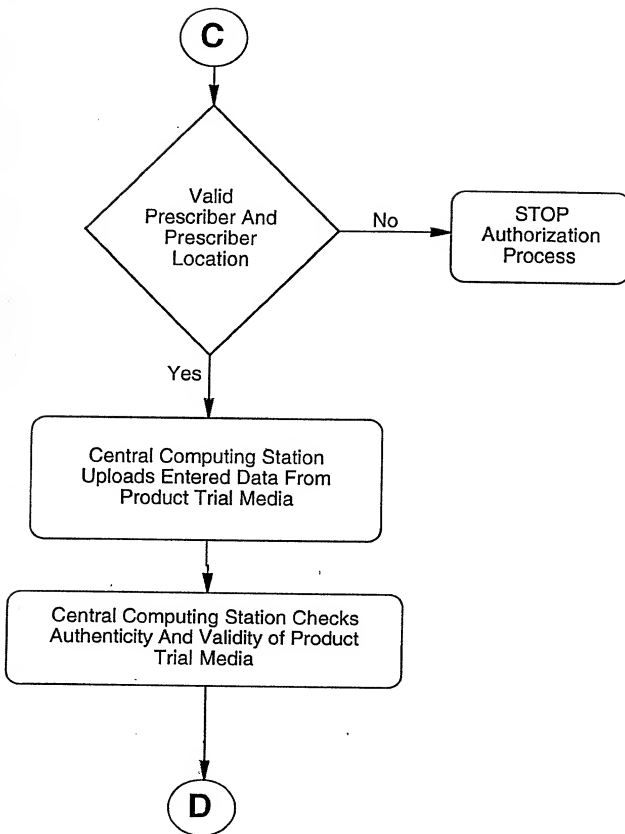 C
Valid
Prescriber And
Prescriber
Location
No
STOP
Authorization
Process
Yes
Central Computing Station
Uploads Entered Data From
Product Trial Media
Central Computing Station Checks
Authenticity And Validity of Product
Trial Media
D